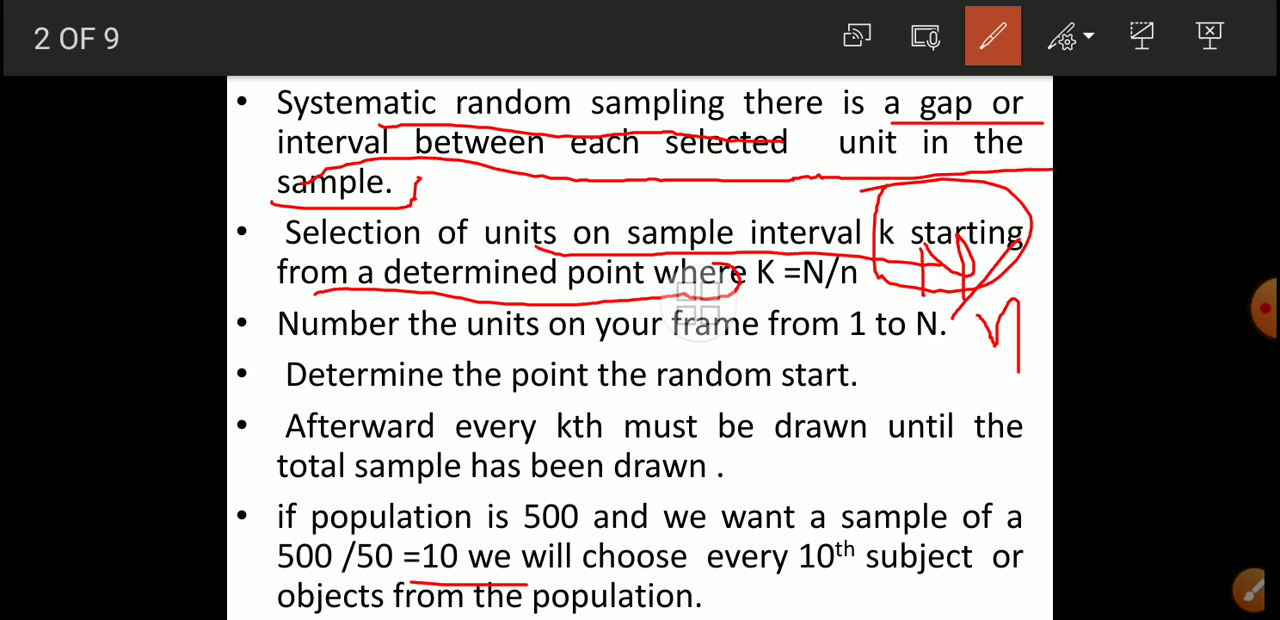 2 OF 9
• Systematic random sampling there is a gap or
interval between each selected unit in the
sample.
• Selection of units on sample interval k starting
from a determined point where K =N/n
• Number the units on your frame from 1 to N.
• Determine the point the random start.
• Afterward every kth must be drawn until the
total sample has been drawn .
• if population is 500 and we want a sample of a
500 /50 =10 we will choose every 10th subject or
objects from the population.